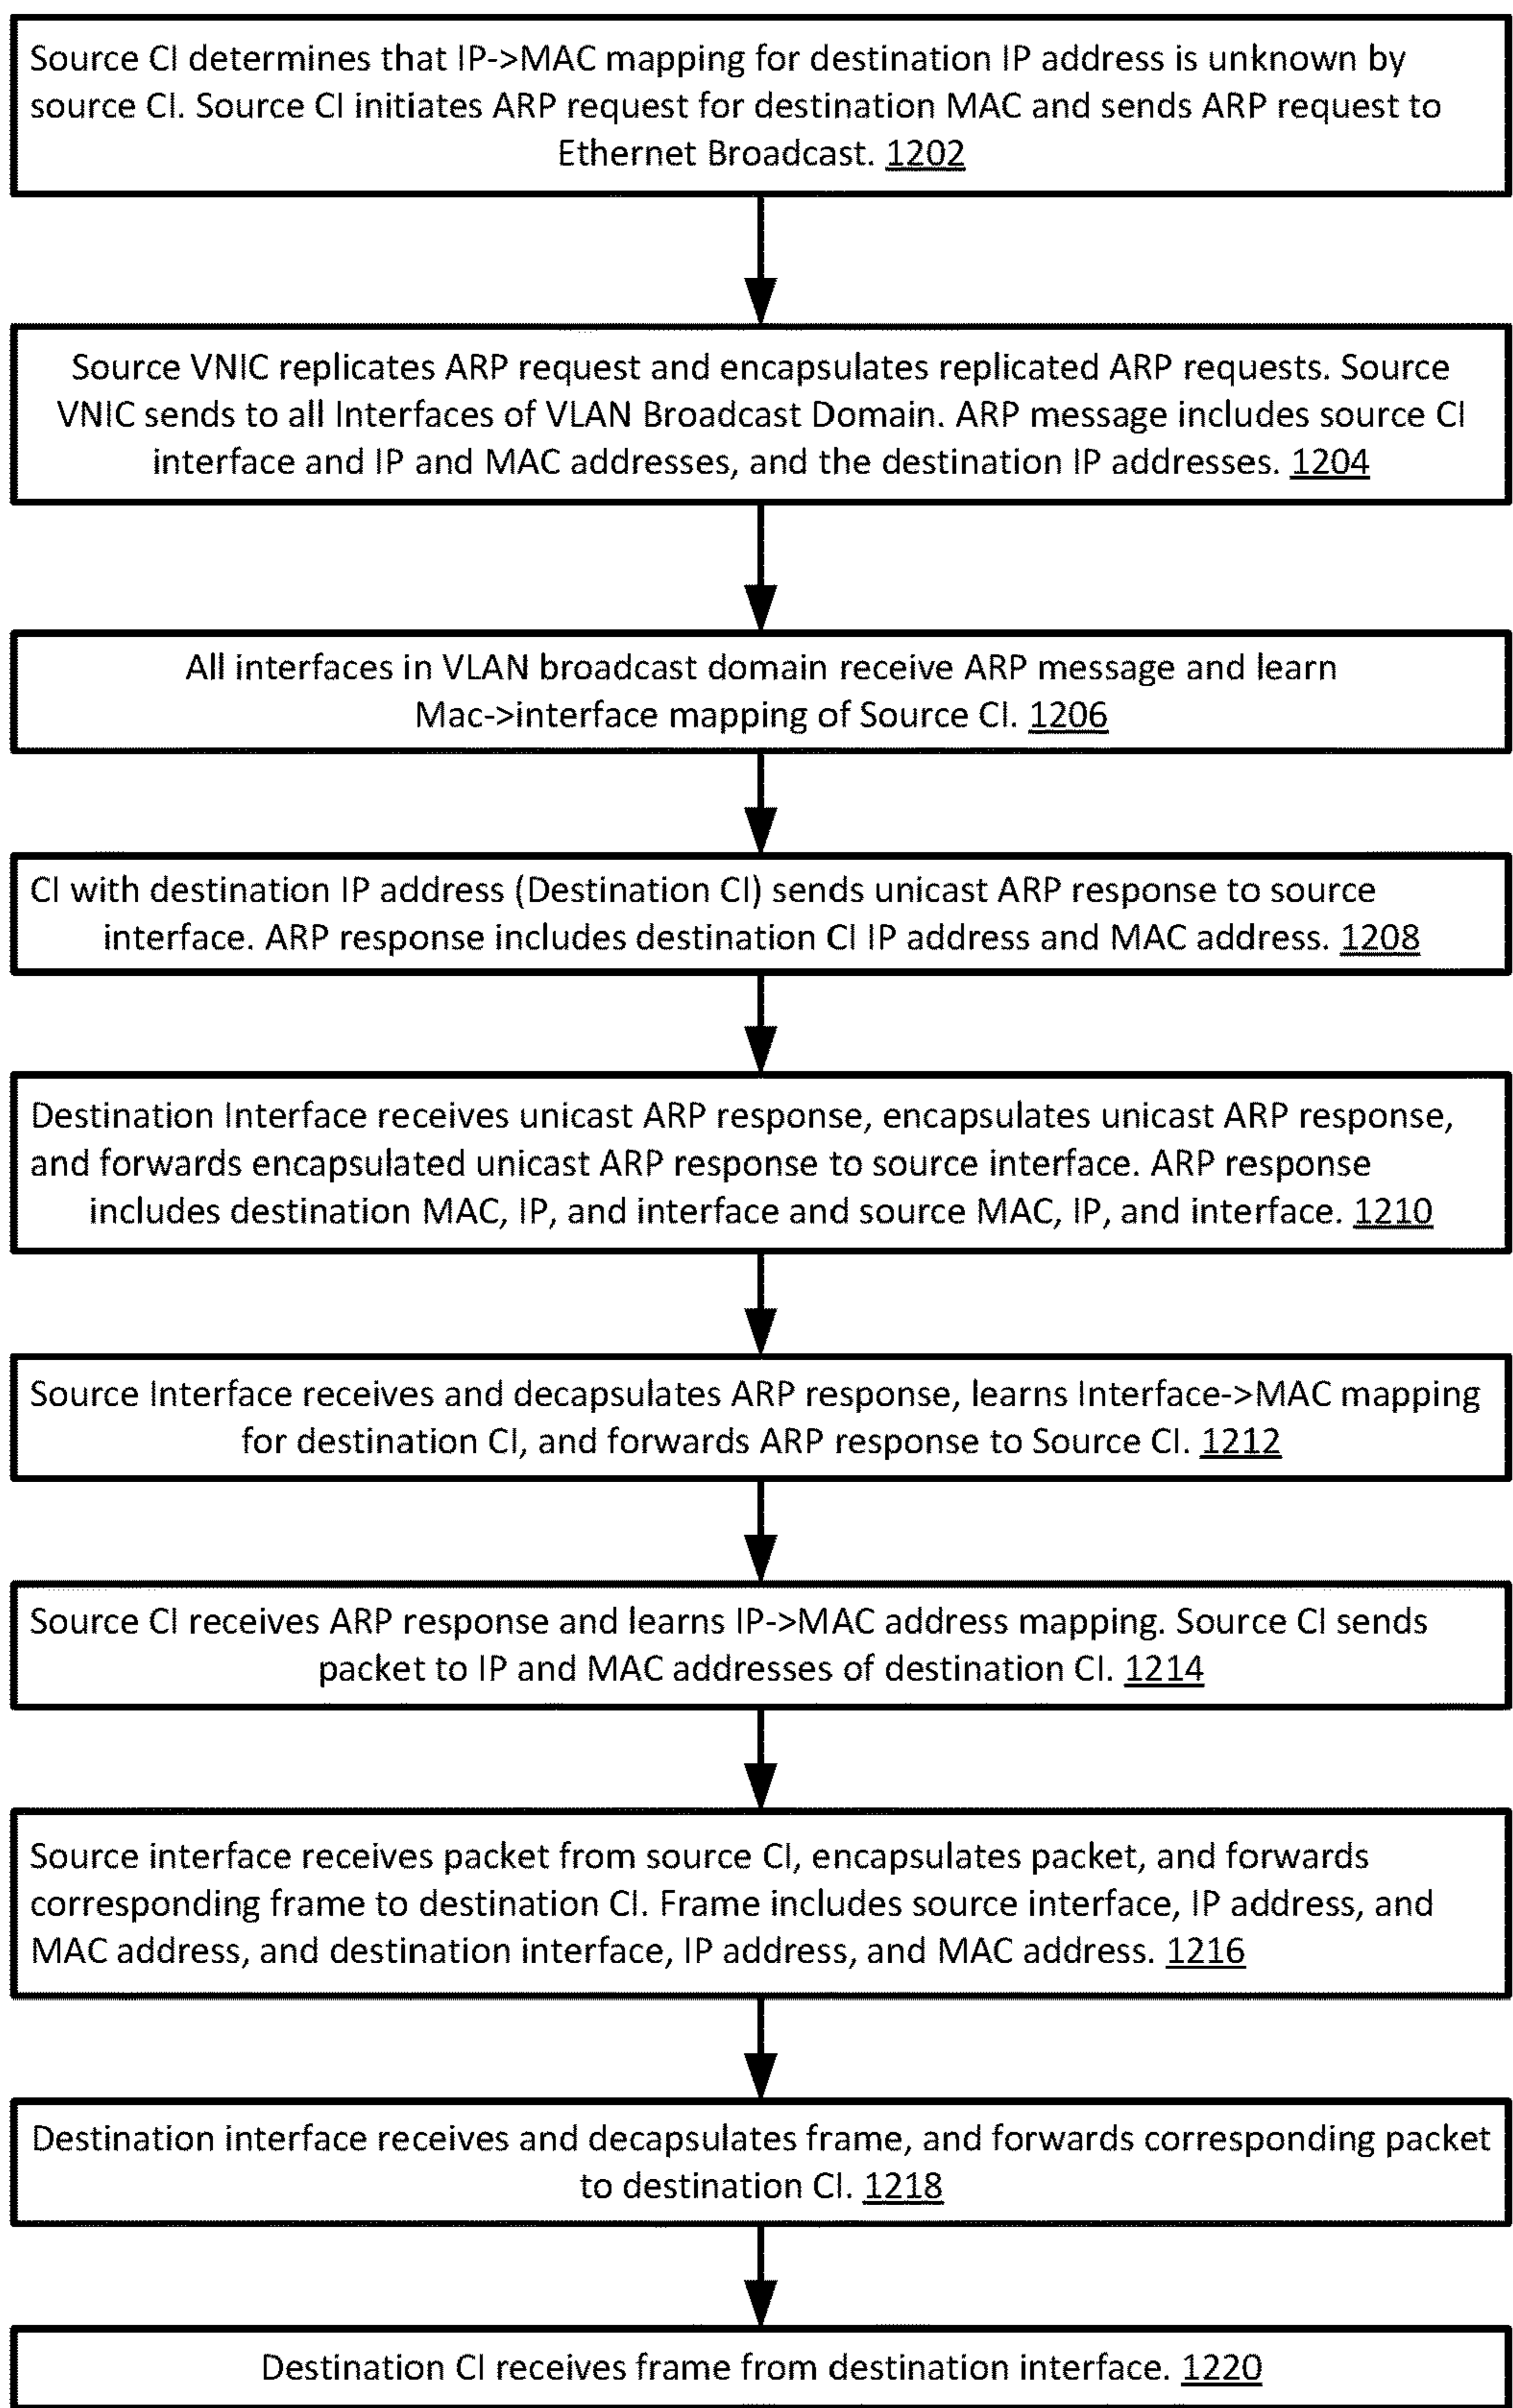 Source CI determines that IP->MAC mapping for destination IP address is unknown by
source CI. Source CI initiates ARP request for destination MAC and sends ARP request to
Ethernet Broadcast. 1202
Source VNIC replicates ARP request and encapsulates replicated ARP requests. Source
VNIC sends to all Interfaces of VLAN Broadcast Domain. ARP message includes source CI
interface and IP and MAC addresses, and the destination IP addresses. 1204
All interfaces in VLAN broadcast domain receive ARP message and learn
Mac->interface mapping of Source CI. 1206
CI with destination IP address (Destination CI) sends unicast ARP response to source
interface. ARP response includes destination CI IP address and MAC address. 1208
Destination Interface receives unicast ARP response, encapsulates unicast ARP response,
and forwards encapsulated unicast ARP response to source interface. ARP response
includes destination MAC, IP, and interface and source MAC, IP, and interface. 1210
Source Interface receives and decapsulates ARP response, learns Interface->MAC mapping
for destination CI, and forwards ARP response to Source CI. 1212
Source CI receives ARP response and learns IP->MAC address mapping. Source CI sends
packet to IP and MAC addresses of destination CI. 1214
Source interface receives packet from source CI, encapsulates packet, and forwards
corresponding frame to destination CI. Frame includes source interface, IP address, and
MAC address, and destination interface, IP address, and MAC address. 1216
Destination interface receives and decapsulates frame, and forwards corresponding packet
to destination CI. 1218
Destination CI receives frame from destination interface. 1220